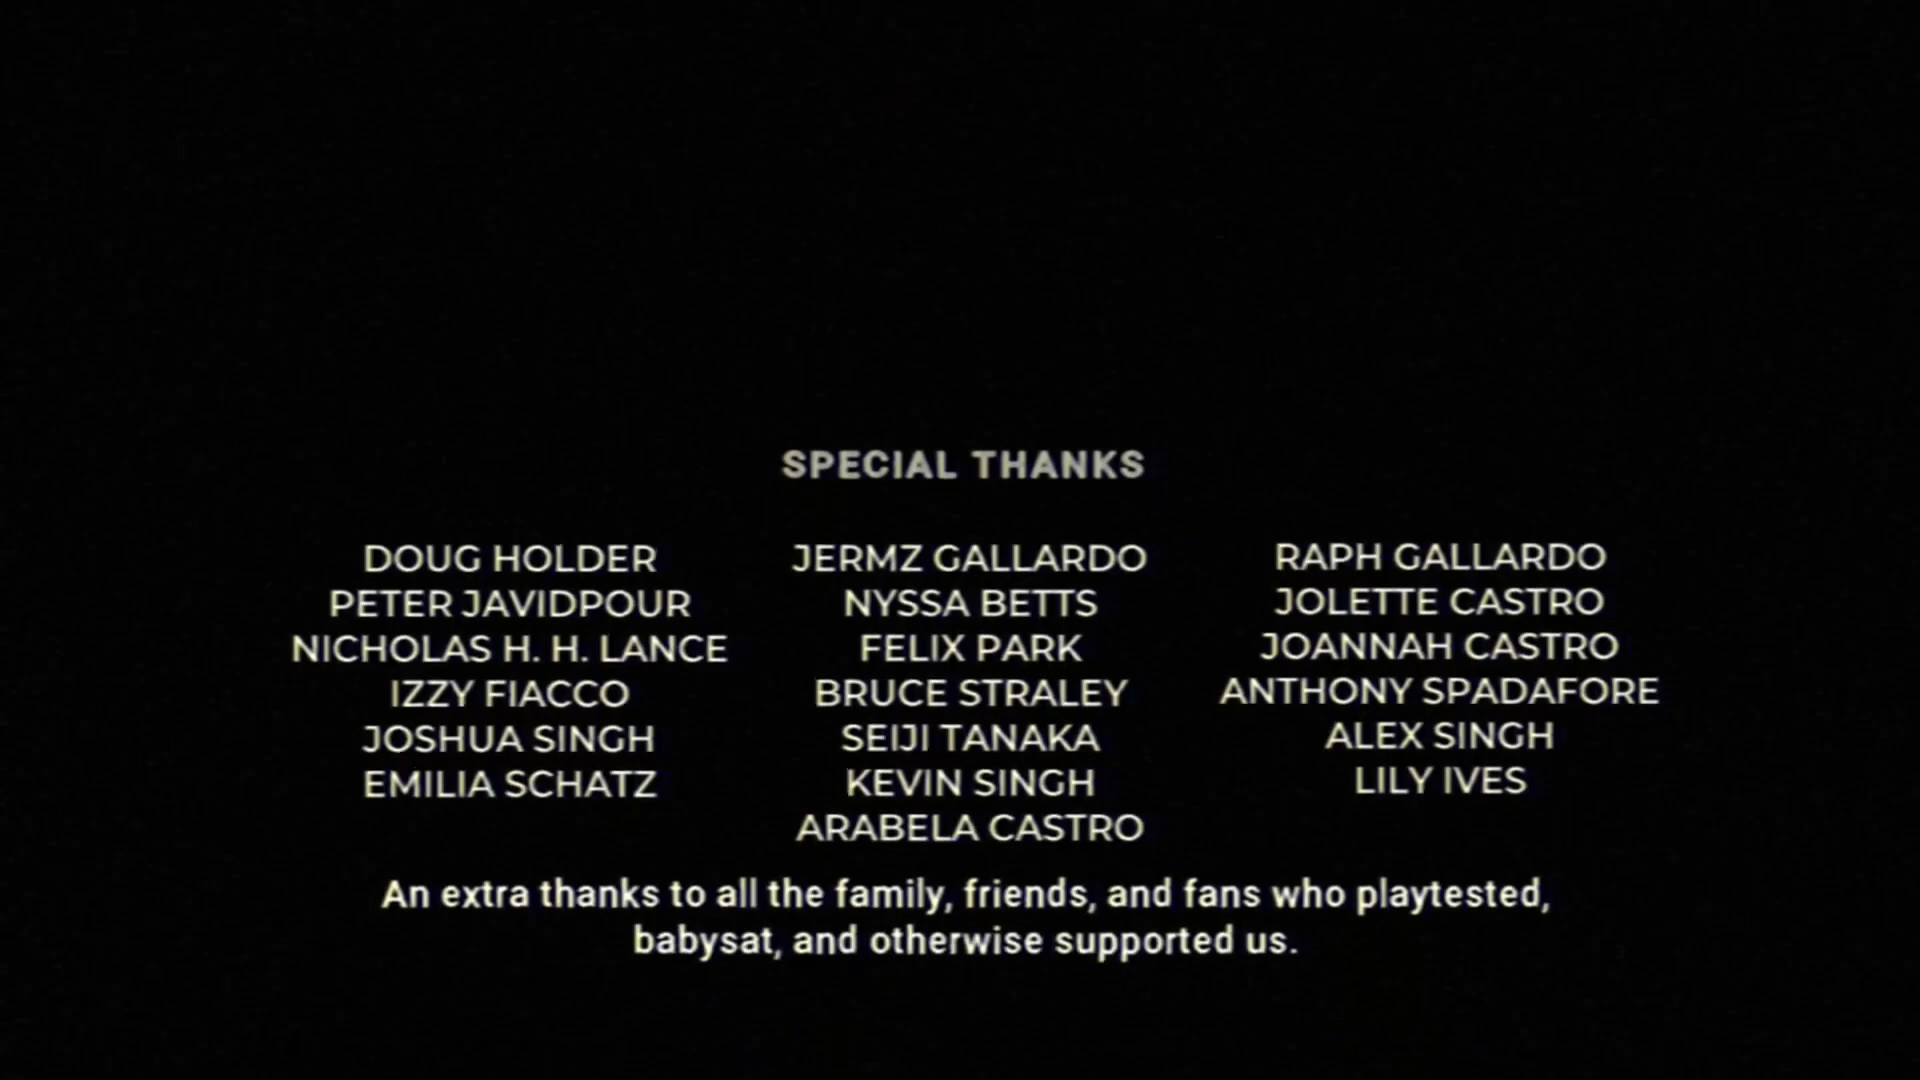 SPECIAL THANKS
DOUG HOLDER
PETER JAVIDPOUR
NICHOLAS H. H. LANCE
IZZY FIACCO
JOSHUA SINGH
EMILIA SCHATZ
JERMZ GALLARDO
NYSSA BETTS
FELIX PARK
BRUCE STRALEY
SEIJI TANAKA
KEVIN SINGH
ARABELA CASTRO
RAPH GALLARDO
JOLETTE CASTRO
JOANNAH CASTRO
ANTHONY SPADAFORE
ALEX SINGH
LILY IVES
An extra thanks to all the family, friends, and fans who playtested,
babysat, and otherwise supported us.